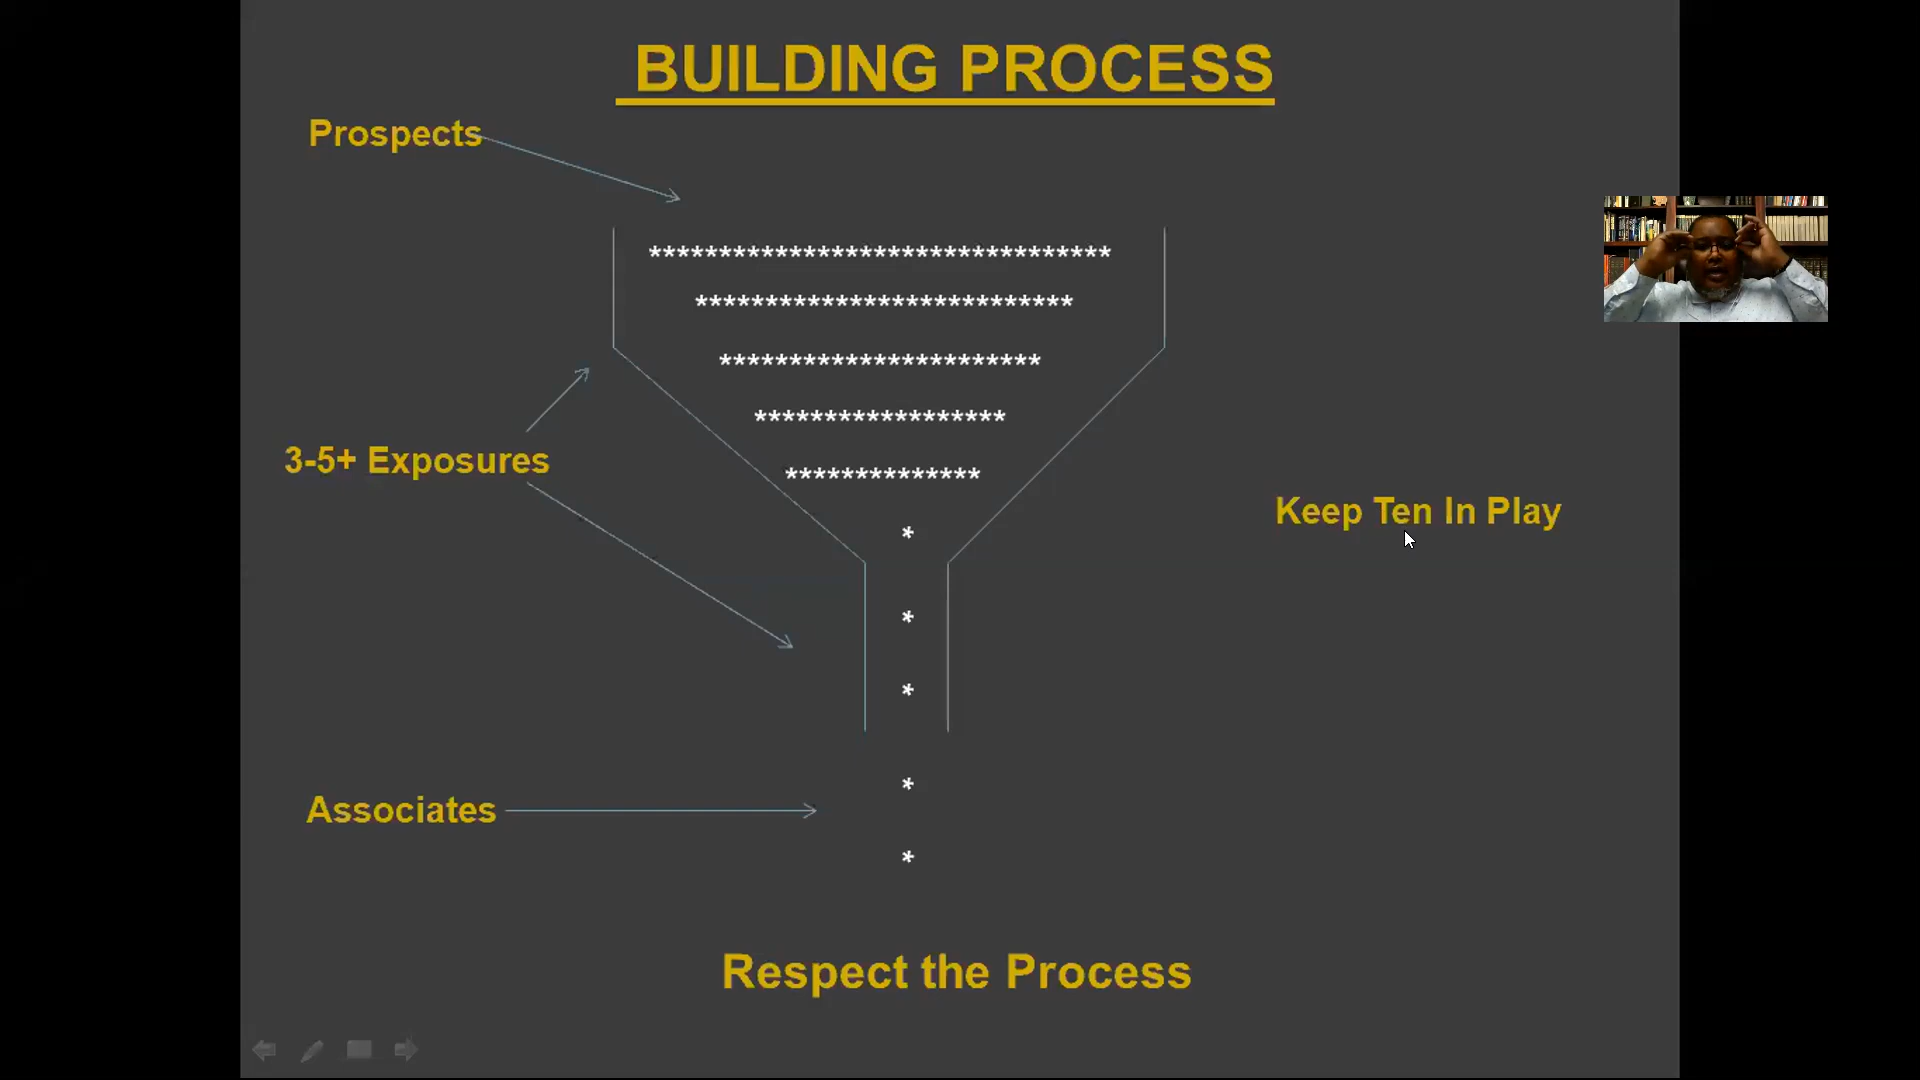 BUILDING PROCESS
Prospects
*********************************
***************************
***********************
******************
**************
3-5+ Exposures
Keep Ten In Play
*
*
*
*
Associates
*
Respect the Process